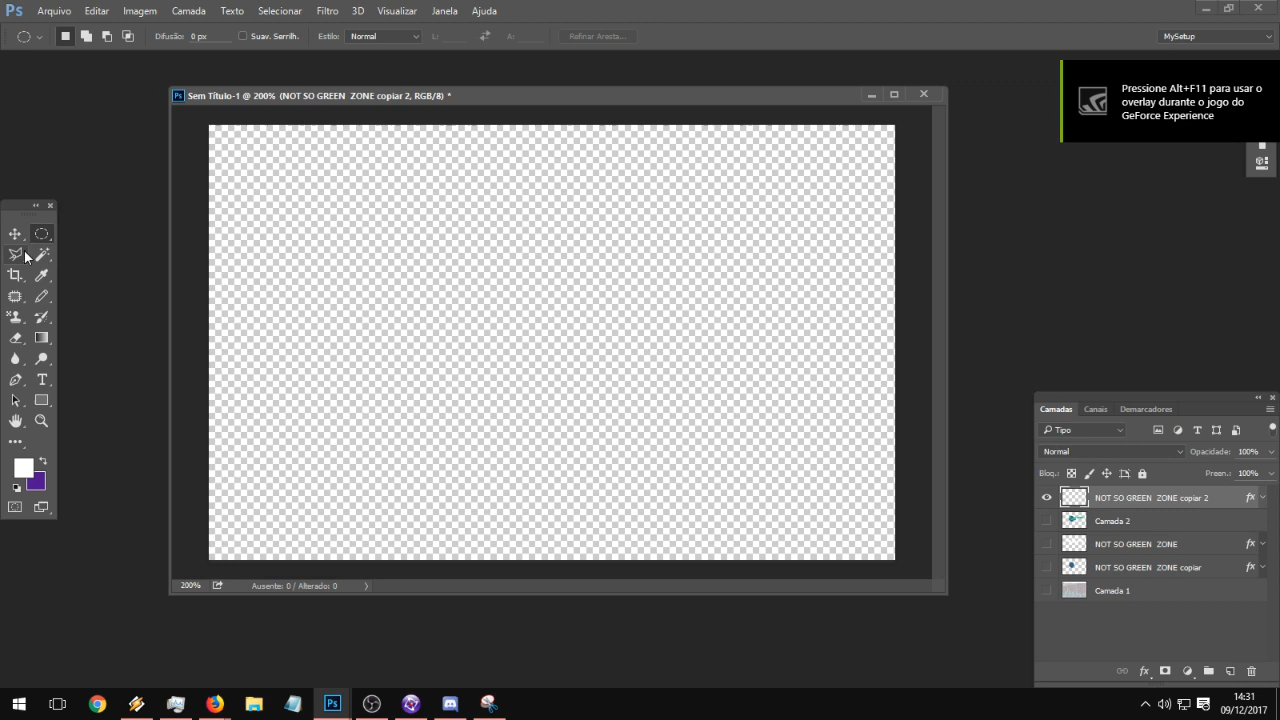 Ps Arquivo Editar Imagem Camada Texto Selecionar Filtro 3D Visualizar Janela Ajuda
Difusão: 0 px Suav. Serrilh. Estilo: Normal L: A: Refinar Aresta... MySetup
Ps Sem Título-1 @ 200% (NOT SO GREEN ZONE copiar 2, RGB/8) *
Pressione Alt+F11 para usar o
overlay durante o jogo do
GeForce Experience
T
Camadas Canais Demarcadores
Tipo T
Normal Opacidade: 100%
Bloq.: Preen.: 100%
NOT SO GREEN ZONE copiar 2 fx
Camada 2
NOT SO GREEN ZONE
fx
NOT SO GREEN ZONE copiar fx
Camada 1
200% Ausente: 0 / Alterado: 0
fx
Ps
14:31
09/12/2017